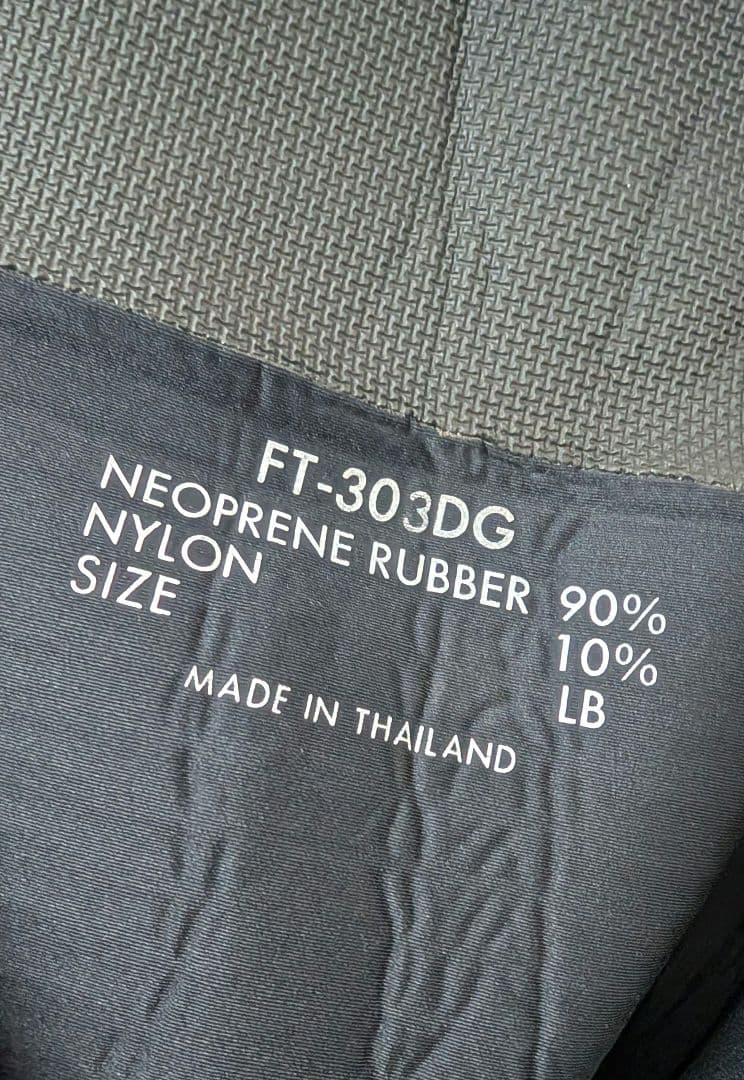 FT-303DG
NEOPRENE RUBBER 90%
NYLON 10%
SIZE LB
MADE IN THAILAND